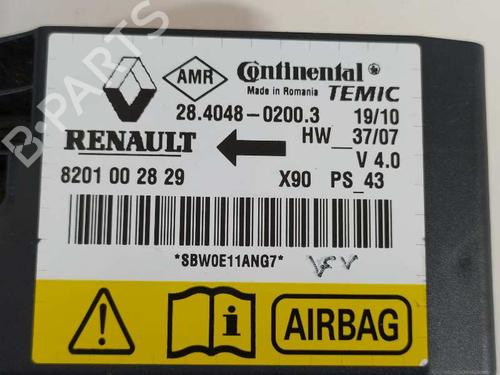 AMR Continental
Made in Romania TEMIC
28.4048-0200.3 19/10
RENAULT HW__37/07
V 4.0
8201 00 28 29 X90 PS_43
*SBW0E11ANG7*
i AIRBAG
B-PARTS